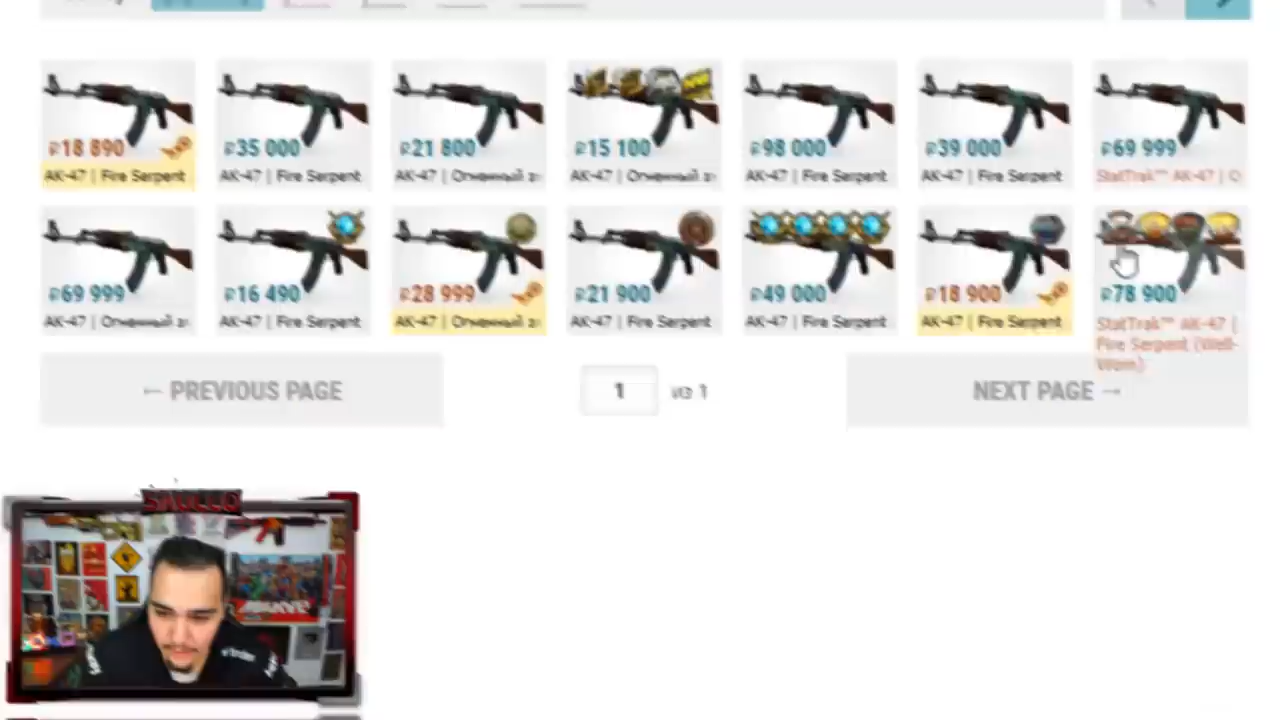 ₽18 890
₽35 000
₽21 800
₽15 100
₽98 000
₽39 000
₽69 999
AK-47 | Fire Serpent
AK-47 | Fire Serpent
AK-47 | Огненный з
AK-47 | Огненный з
AK-47 | Fire Serpent
AK-47 | Fire Serpent
StatTrak™ AK-47 | О
₽69 999
₽16 490
₽28 999
₽21 900
₽49 000
₽18 900
₽78 900
AK-47 | Огненный з
AK-47 | Fire Serpent
AK-47 | Огненный з
AK-47 | Fire Serpent
AK-47 | Fire Serpent
AK-47 | Fire Serpent
StatTrak™ AK-47 |
Fire Serpent (Well-
Worn)
← PREVIOUS PAGE
1
из 1
NEXT PAGE →